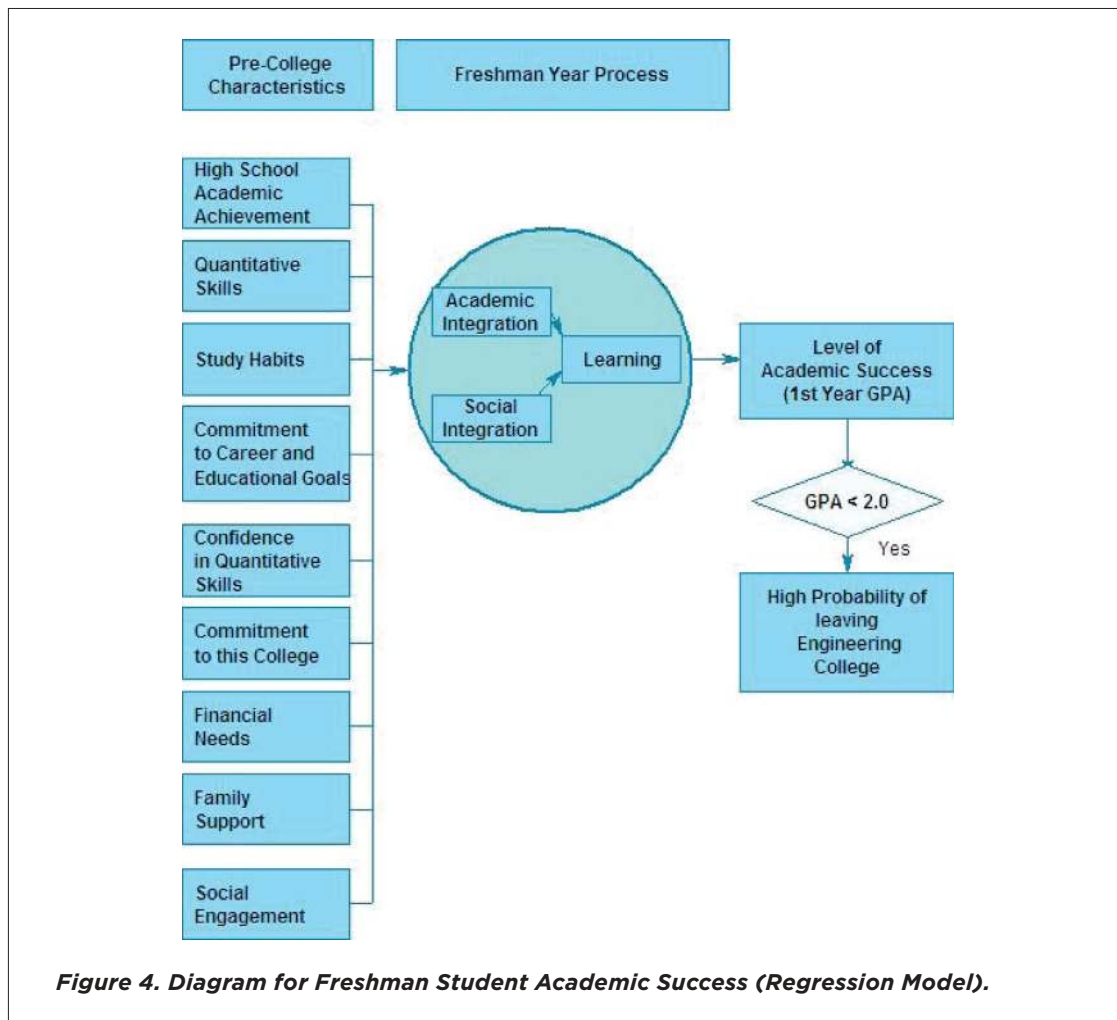 Pre-College
Characteristics
Freshman Year Process
High School
Academic
Achievement
Quantitative
Skills
Study Habits
Commitment
to Career and
Educational Goals
Confidence
in Quantitative
Skills
Commitment
to this College
Financial
Needs
Family
Support
Social
Engagement
Academic
Integration
Social
Integration
Learning
Level of
Academic Success
(1st Year GPA)
GPA < 2.0
Yes
High Probability of
leaving
Engineering
College
Figure 4. Diagram for Freshman Student Academic Success (Regression Model).